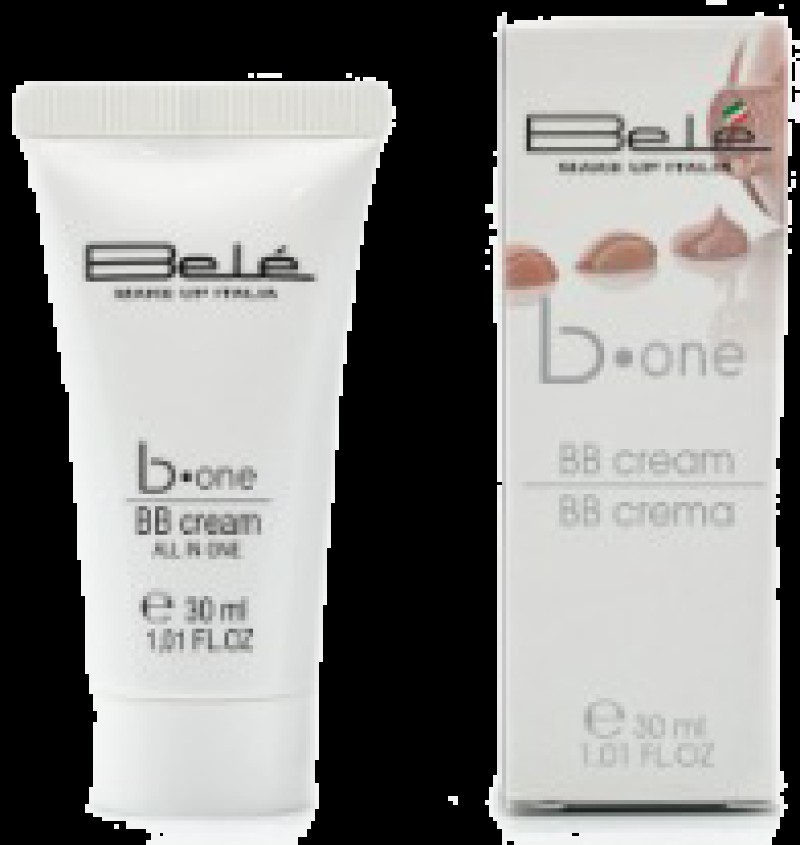 Belé
MAKE UP ITALIA
b•one
BB cream
ALL IN ONE
℮ 30 ml
1.01 FL.OZ
Belé
MAKE UP ITALIA
b•one
BB cream
BB crema
℮ 30 ml
1.01 FL.OZ